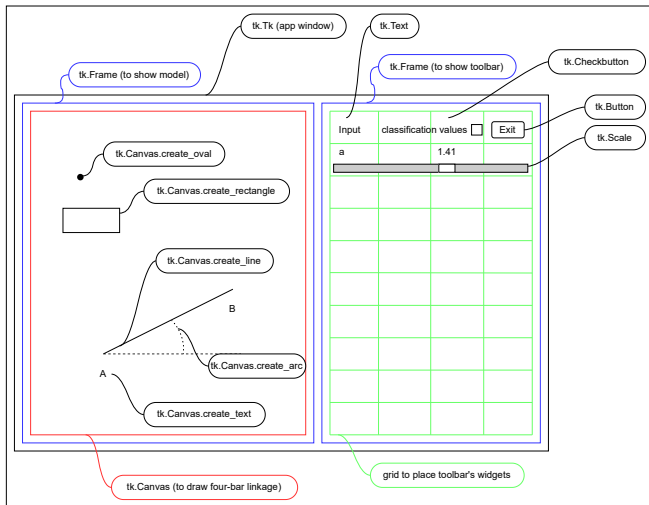 tk.Tk (app window)
tk.Text
tk.Frame (to show model)
tk.Frame (to show toolbar)
tk.Checkbutton
tk.Button
tk.Scale
Input
classification values
Exit
a
1.41
tk.Canvas.create_oval
tk.Canvas.create_rectangle
tk.Canvas.create_line
B
tk.Canvas.create_arc
A
tk.Canvas.create_text
tk.Canvas (to draw four-bar linkage)
grid to place toolbar's widgets